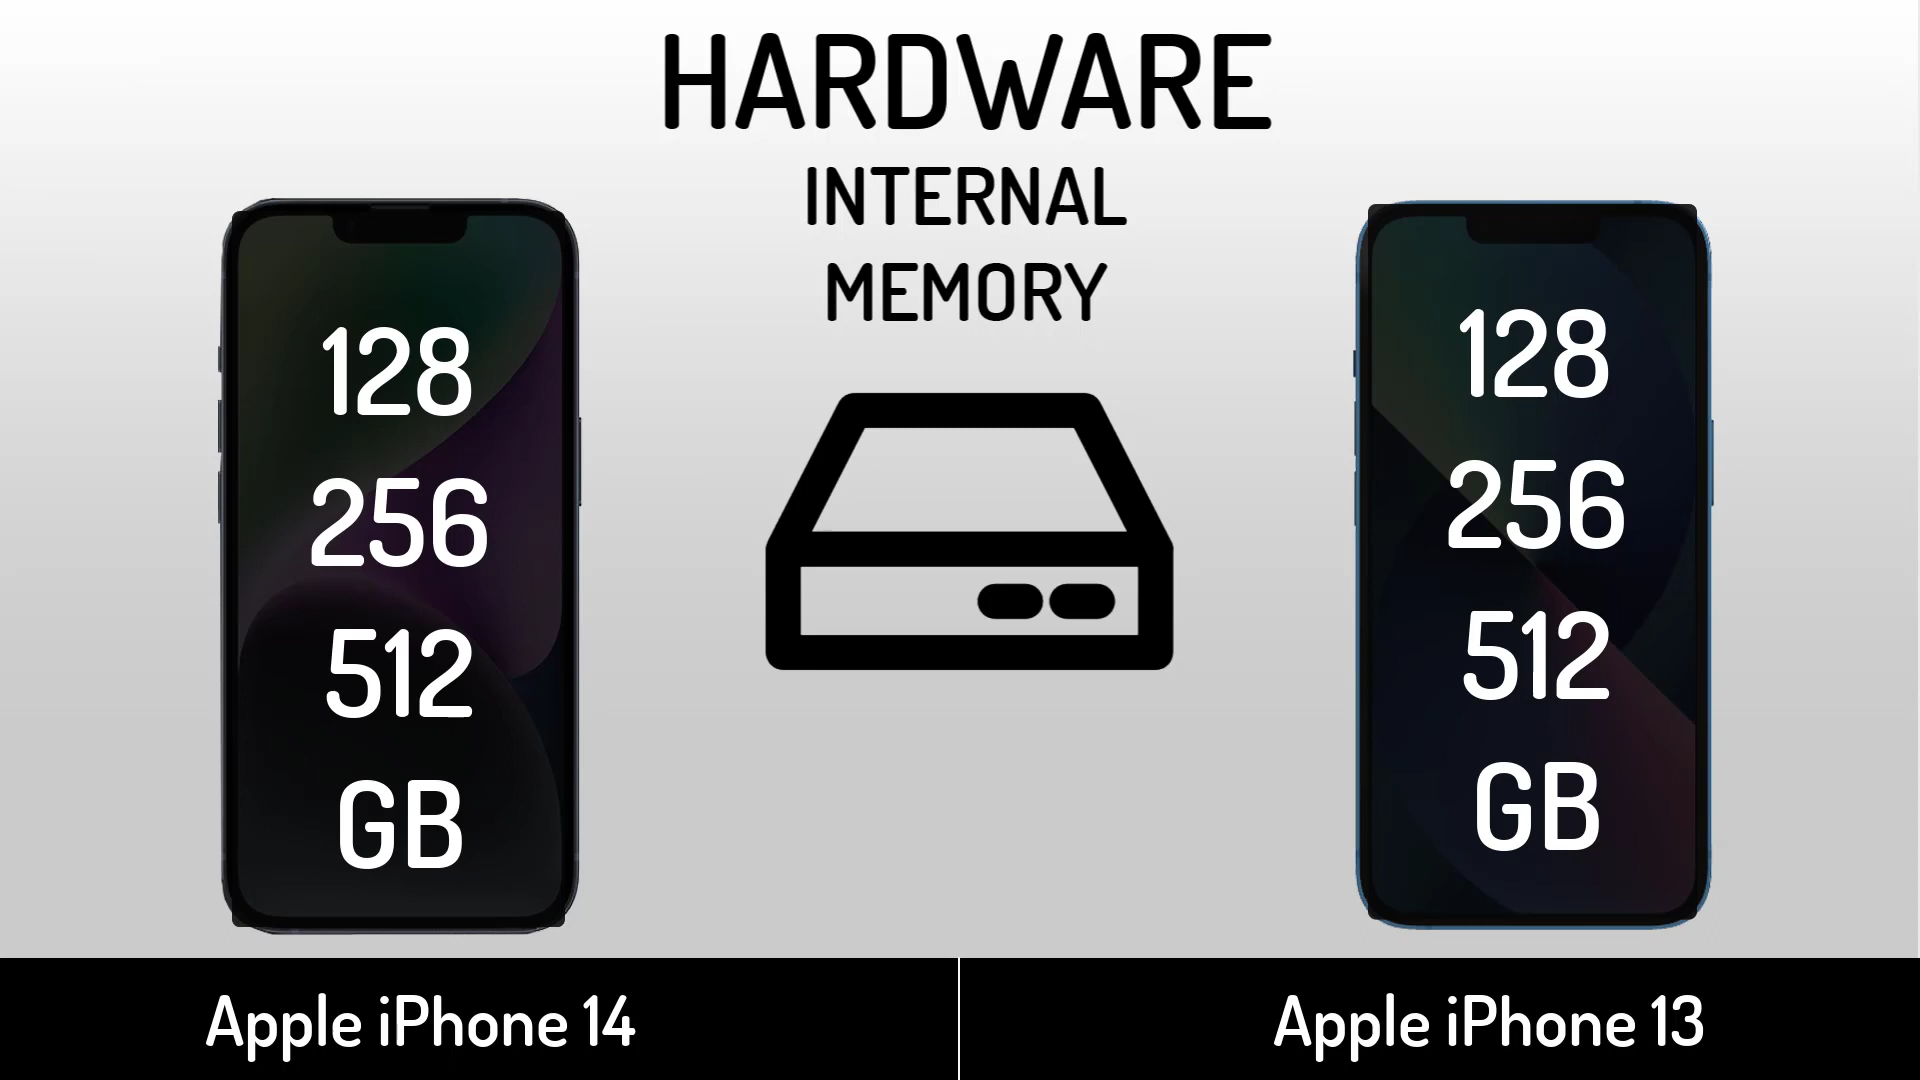 HARDWARE
INTERNAL
MEMORY
128
256
512
GB
128
256
512
GB
Apple iPhone 14
Apple iPhone 13